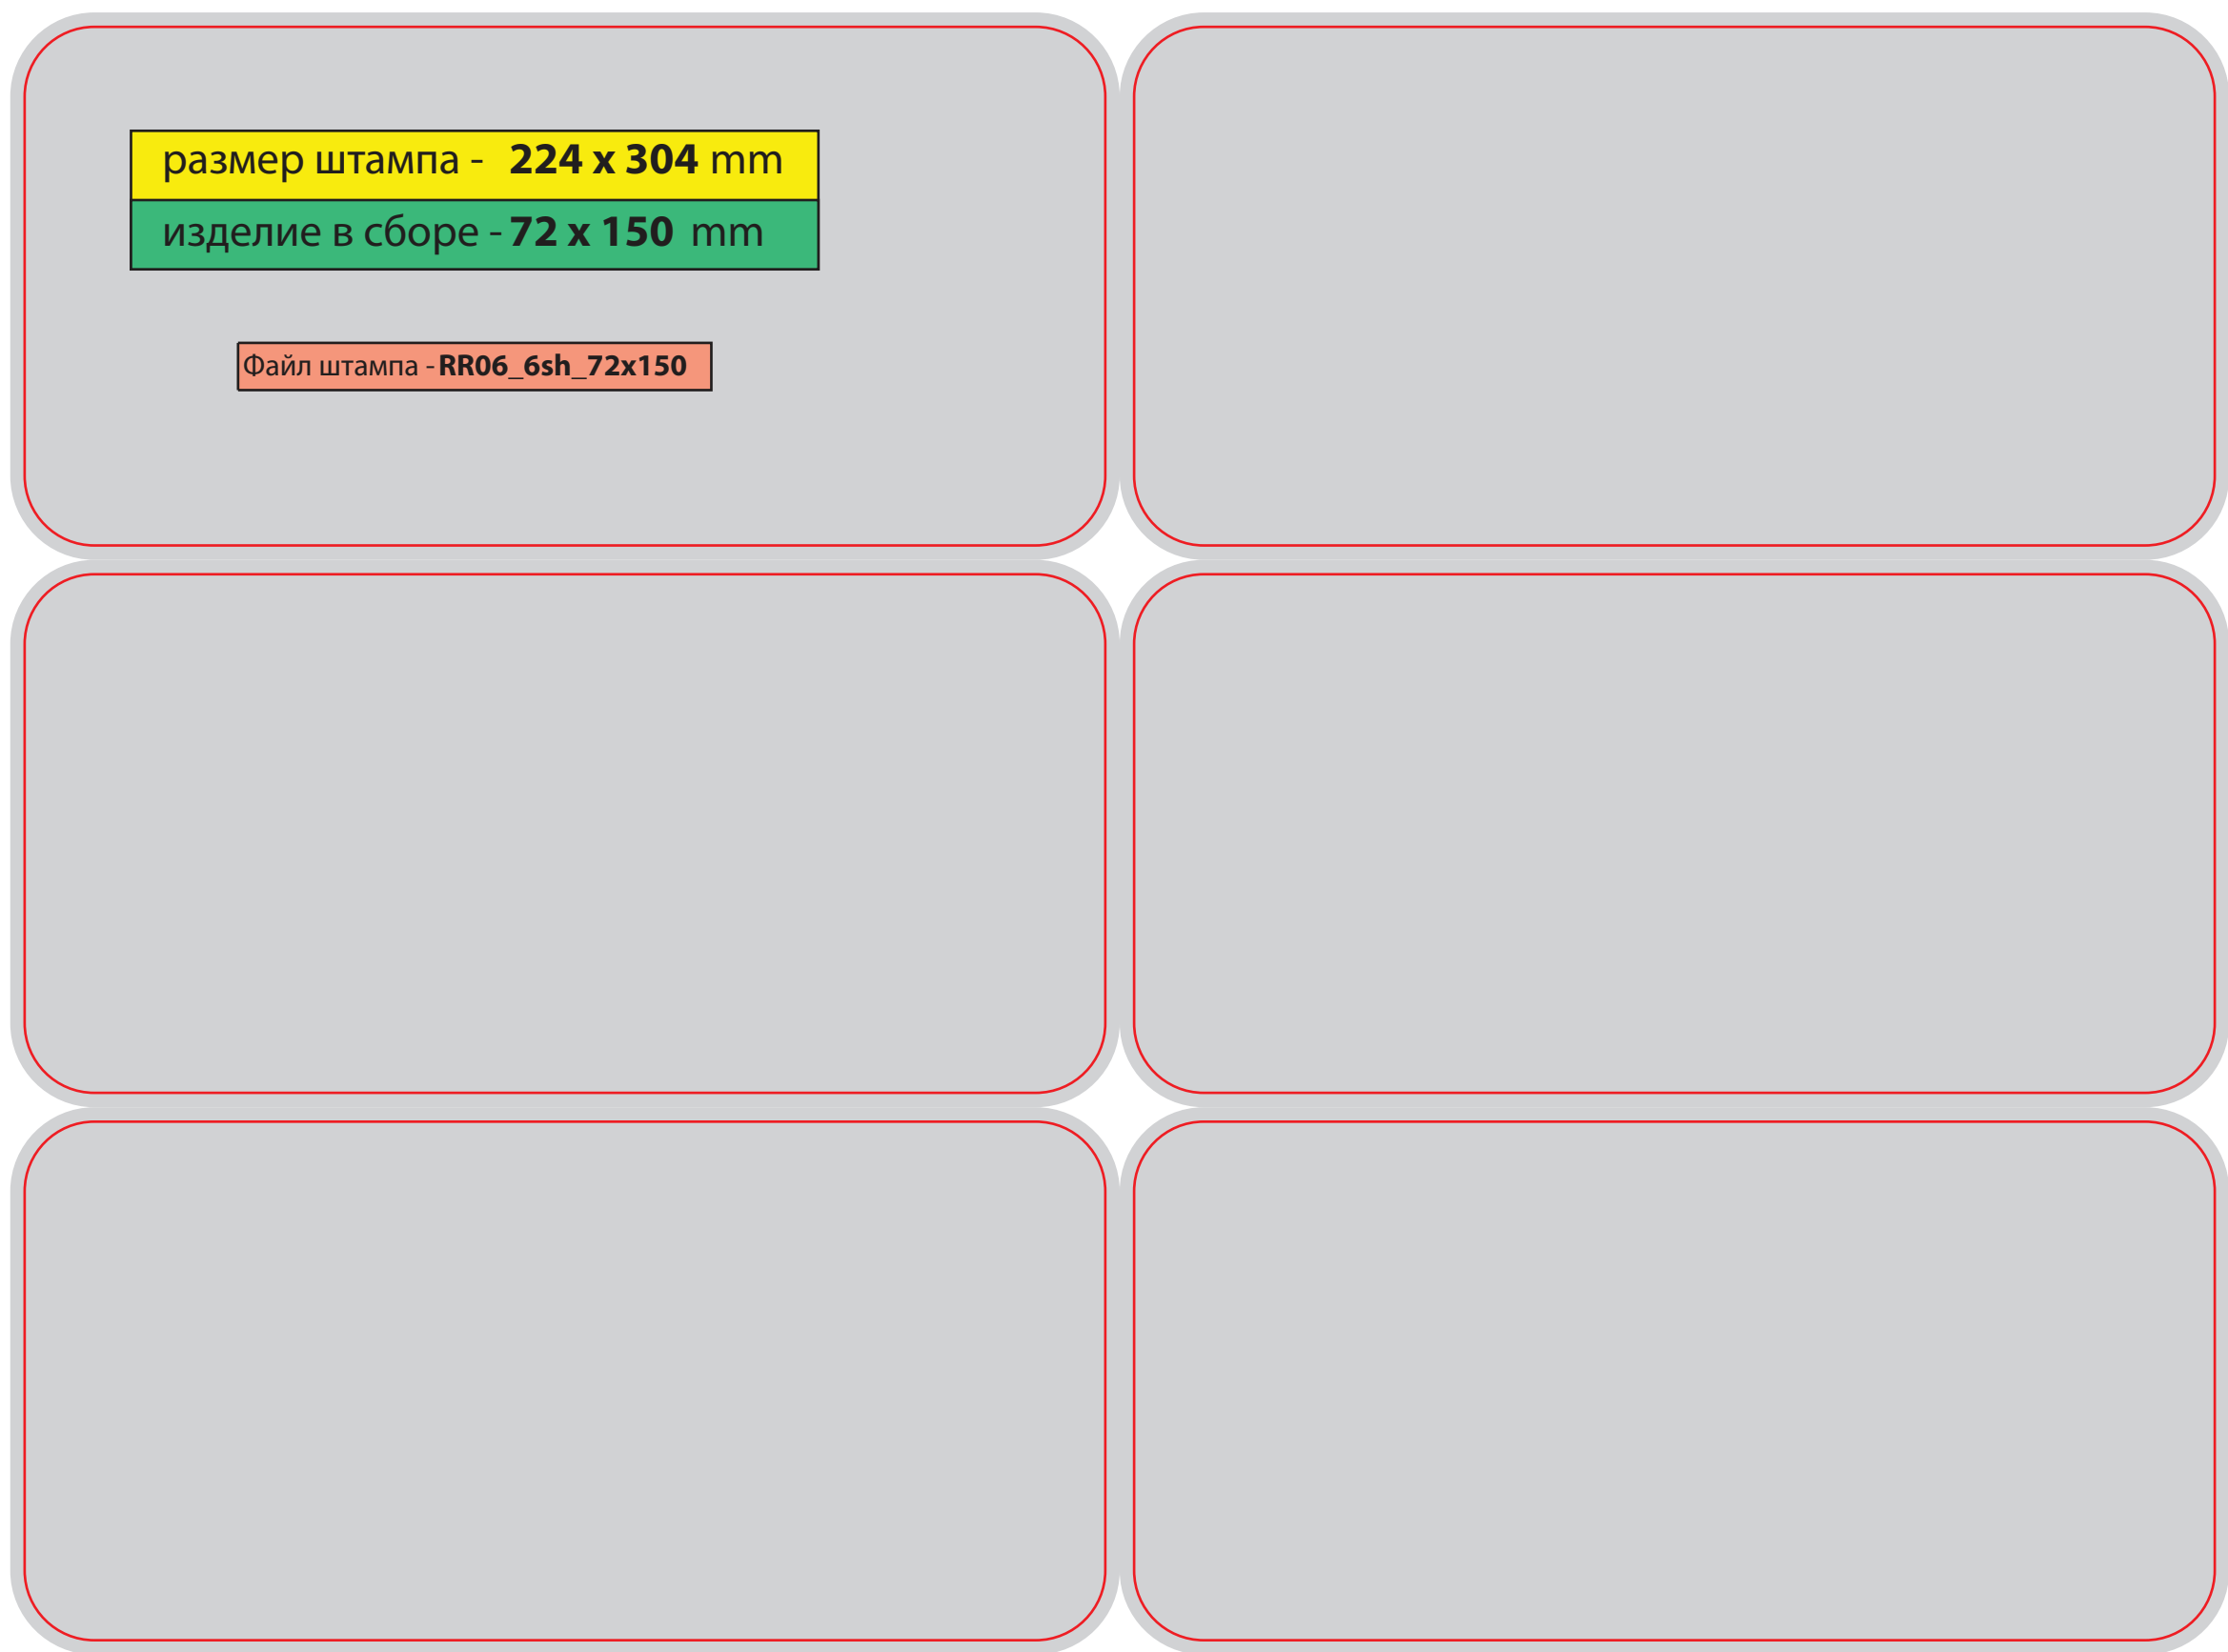 размер штампа - 224 x 304 mm
изделие в сборе - 72 x 150 mm
Файл штампа - RR06_6sh_72x150